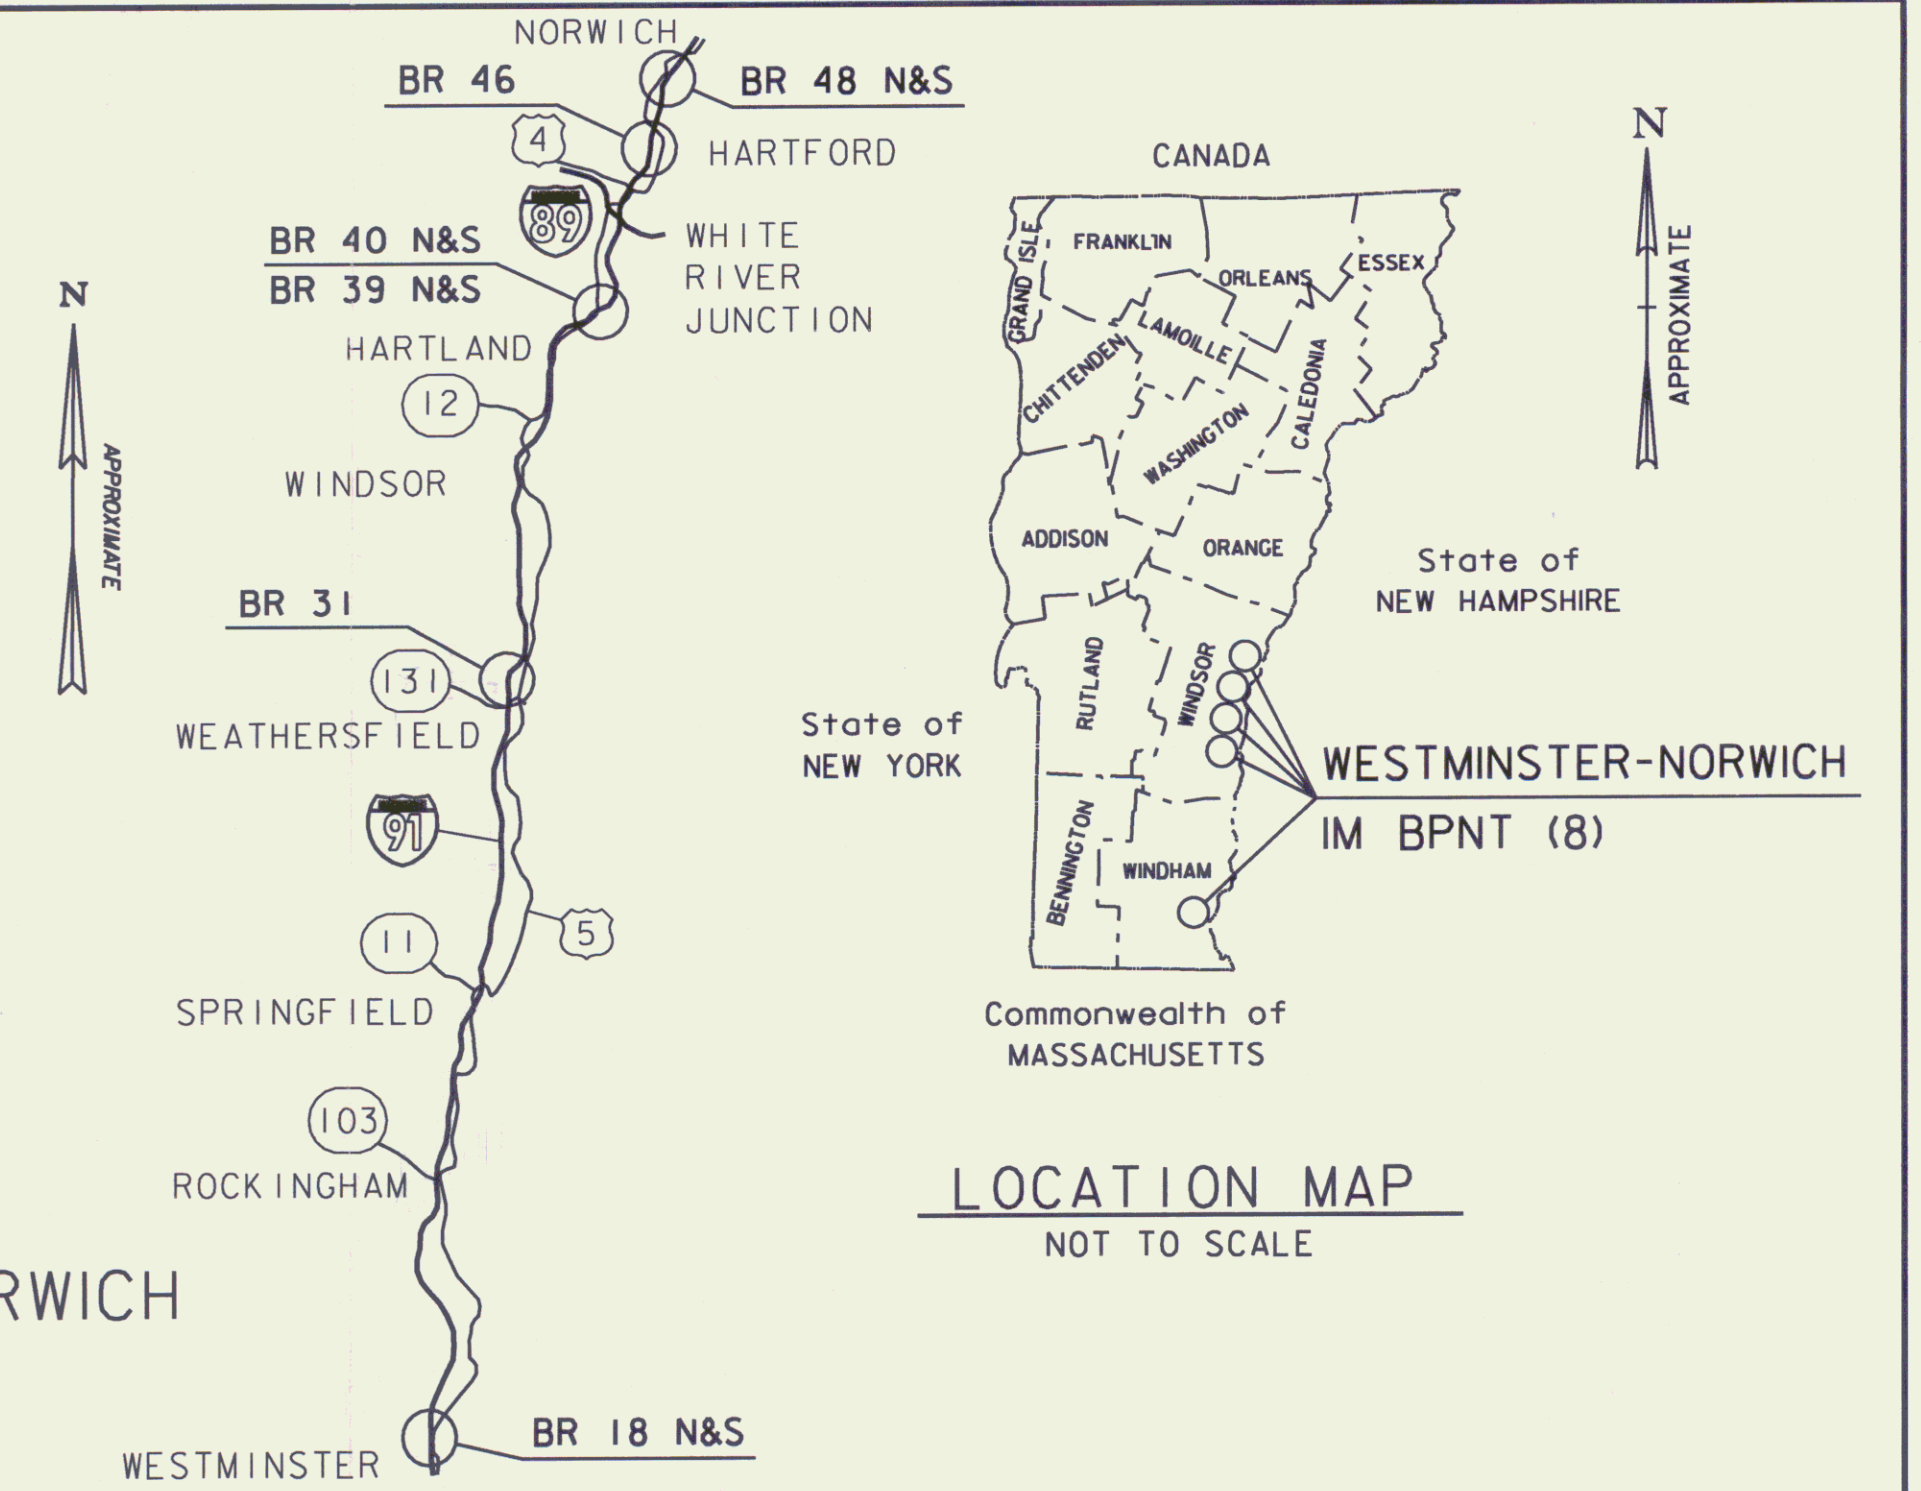 NORWICH
BR 46
BR 48 N&S
4
HARTFORD
89
WHITE
RIVER
JUNCTION
BR 40 N&S
BR 39 N&S
N
APPROXIMATE
HARTLAND
12
WINDSOR
BR 31
131
WEATHERSFIELD
91
11
5
SPRINGFIELD
103
ROCKINGHAM
RWICH
BR 18 N&S
WESTMINSTER
CANADA
N
APPROXIMATE
GRAND ISLE
FRANKLIN
ORLEANS
ESSEX
LAMOILLE
CHITTENDEN
CALEDONIA
WASHINGTON
ADDISON
ORANGE
State of
NEW HAMPSHIRE
RUTLAND
WINDSOR
State of
NEW YORK
WESTMINSTER-NORWICH
IM BPNT (8)
BENNINGTON
WINDHAM
Commonwealth of
MASSACHUSETTS
LOCATION MAP
NOT TO SCALE